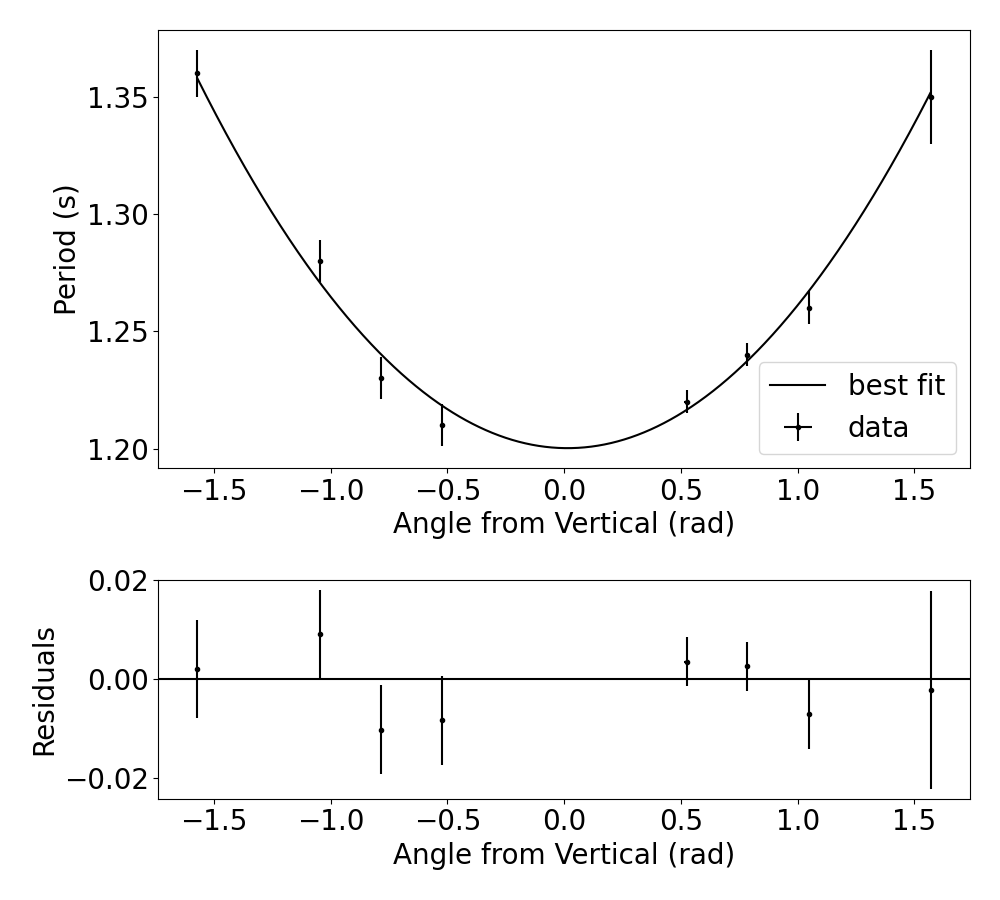 Period (s)
1.35
1.30
1.25
1.20
best fit
data
−1.5 −1.0 −0.5 0.0 0.5 1.0 1.5
Angle from Vertical (rad)
Residuals
0.02
0.00
−0.02
−1.5 −1.0 −0.5 0.0 0.5 1.0 1.5
Angle from Vertical (rad)